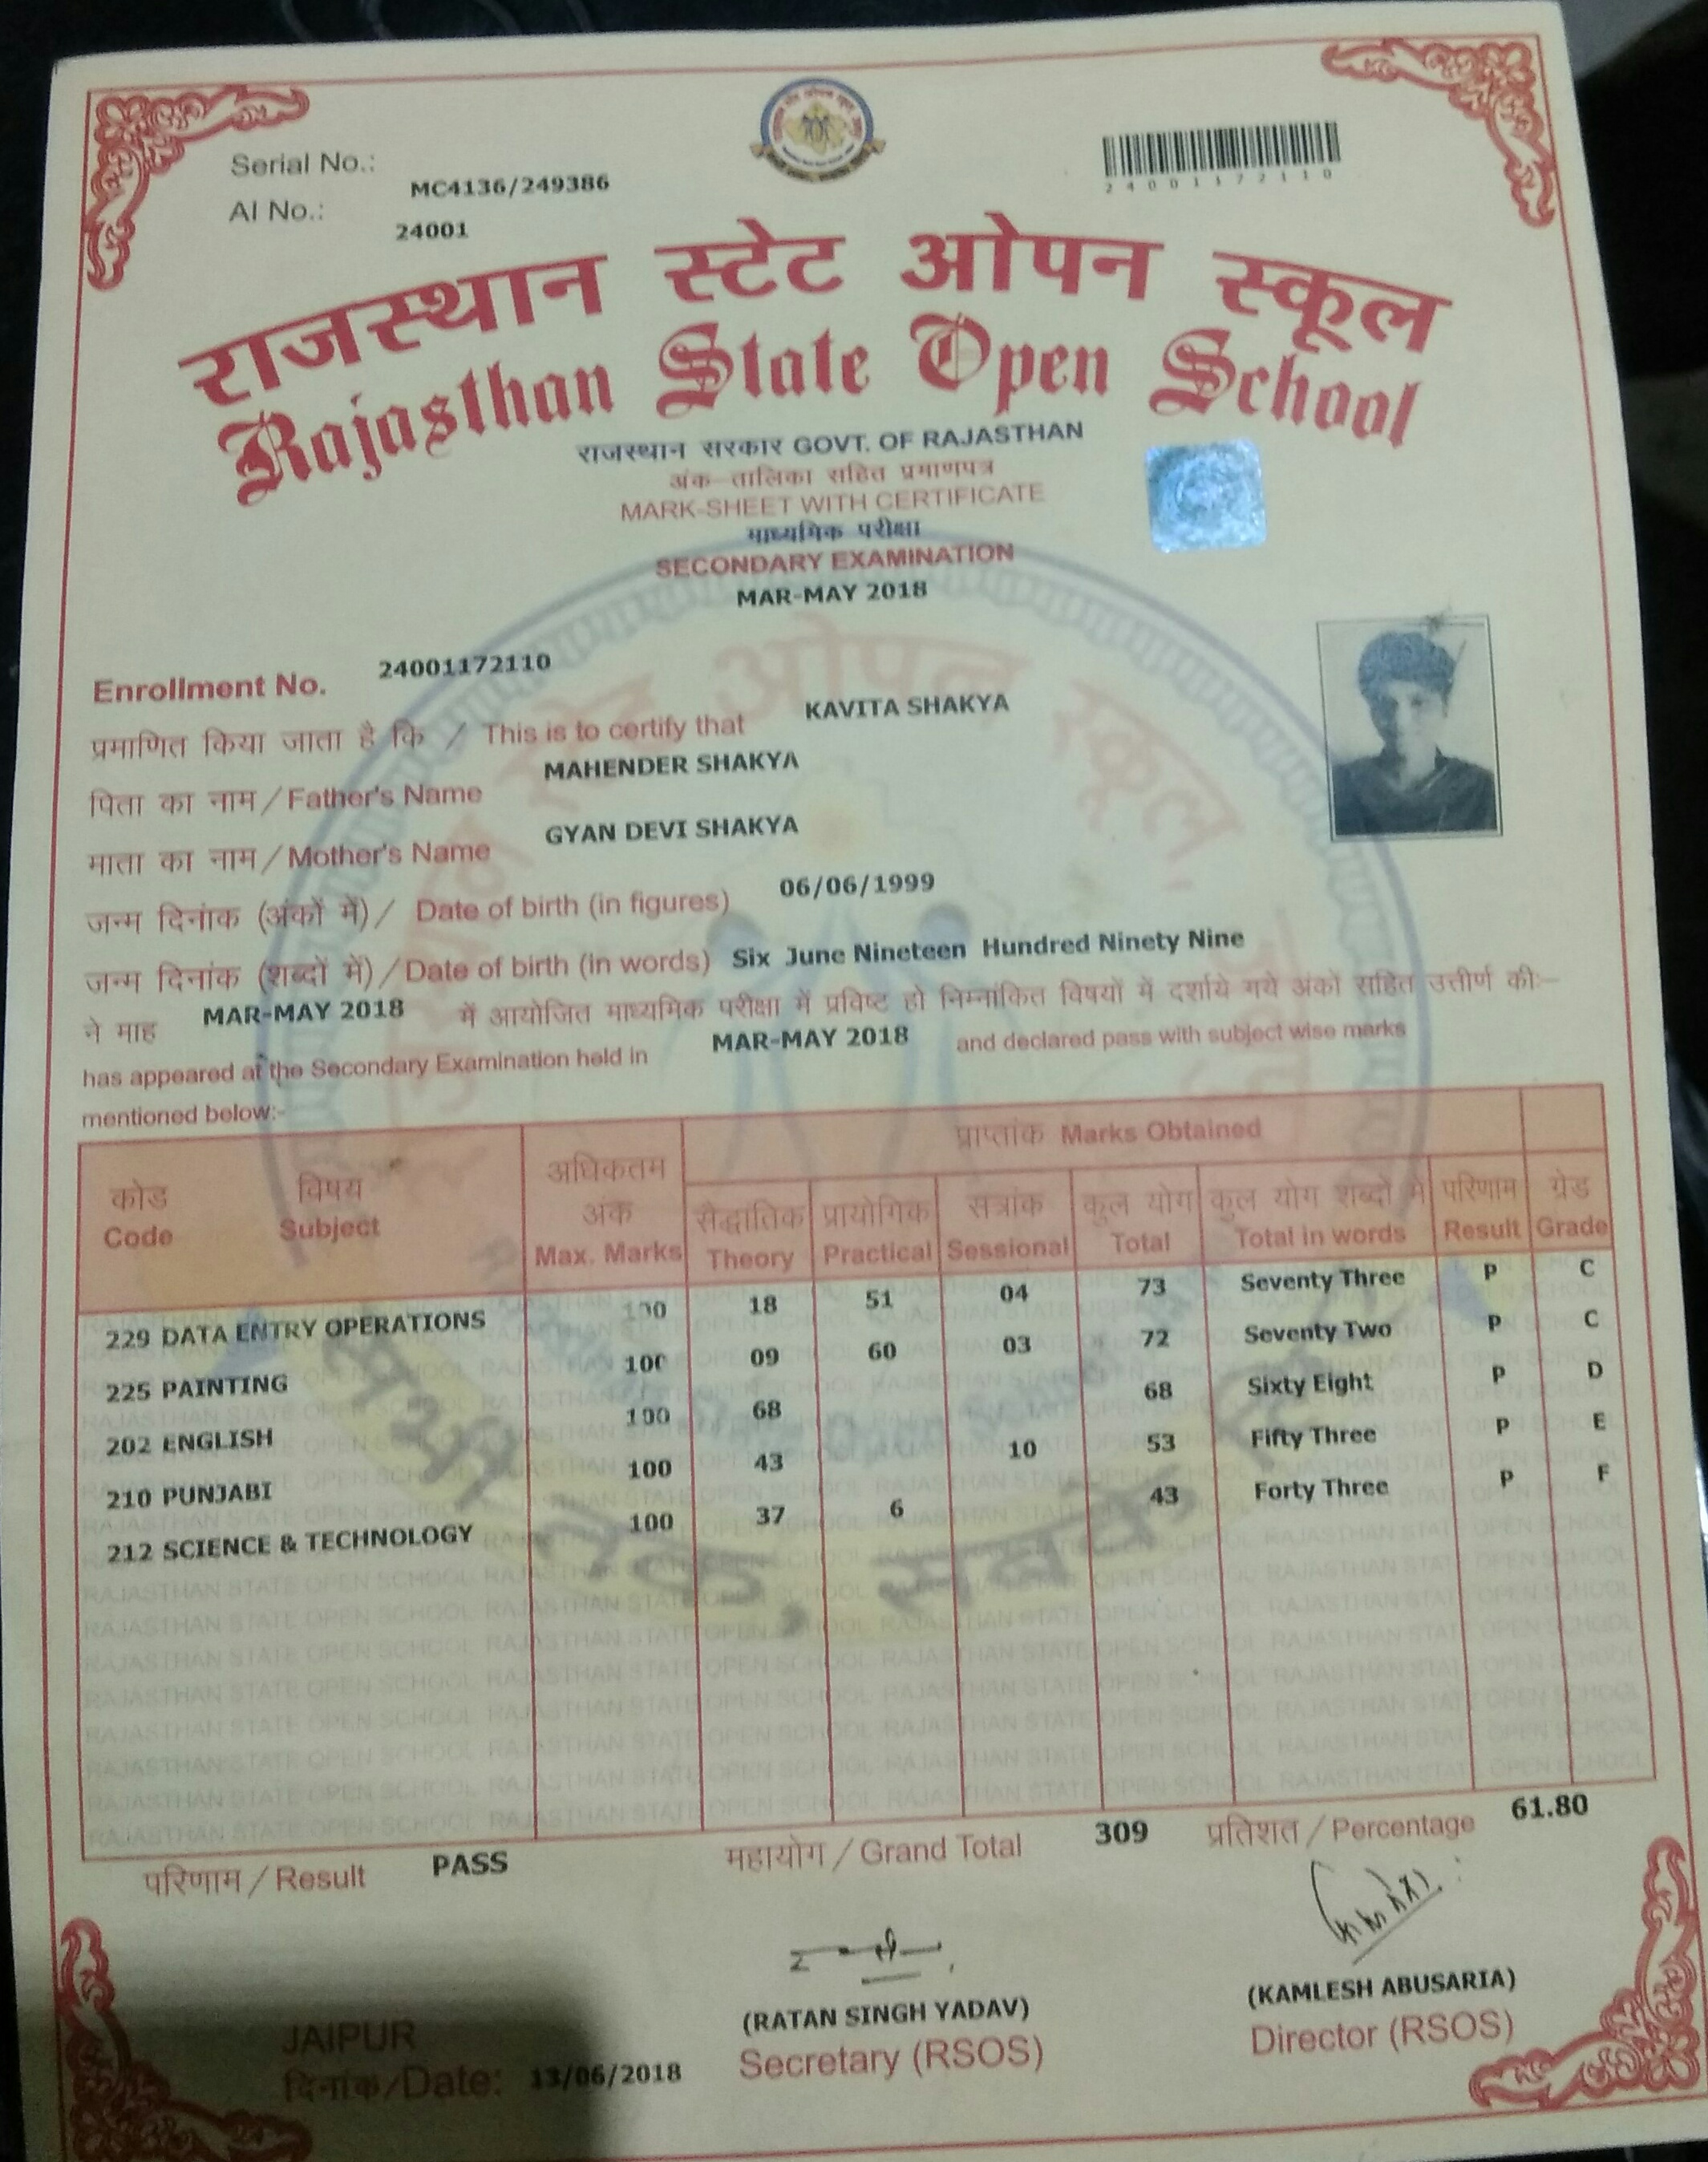 Serial No.: MC4136/249386
AI No.: 24001
24001172110
राजस्थान स्टेट ओपन स्कूल
Rajasthan State Open School
राजस्थान सरकार GOVT. OF RAJASTHAN
अंक-तालिका सहित प्रमाणपत्र
MARK-SHEET WITH CERTIFICATE
माध्यमिक परीक्षा
SECONDARY EXAMINATION
MAR-MAY 2018
Enrollment No. 24001172110
प्रमाणित किया जाता है कि / This is to certify that KAVITA SHAKYA
पिता का नाम / Father's Name MAHENDER SHAKYA
माता का नाम / Mother's Name GYAN DEVI SHAKYA
जन्म दिनांक (अंकों में) / Date of birth (in figures) 06/06/1999
जन्म दिनांक (शब्दों में) / Date of birth (in words) Six June Nineteen Hundred Ninety Nine
ने माह MAR-MAY 2018 में आयोजित माध्यमिक परीक्षा में प्रविष्ट हो निम्नांकित विषयों में दर्शाये गये अंकों सहित उत्तीर्ण की:-
has appeared at the Secondary Examination held in MAR-MAY 2018 and declared pass with subject wise marks
mentioned below:-
प्राप्तांक Marks Obtained
कोड विषय अधिकतम अंक सैद्धांतिक प्रायोगिक सत्रांक कुल योग कुल योग शब्दों में परिणाम ग्रेड
Code Subject Max. Marks Theory Practical Sessional Total Total in words Result Grade
229 DATA ENTRY OPERATIONS 100 18 51 04 73 Seventy Three P C
225 PAINTING 100 09 60 03 72 Seventy Two P C
202 ENGLISH 100 68 68 Sixty Eight P D
210 PUNJABI 100 43 10 53 Fifty Three P E
212 SCIENCE & TECHNOLOGY 100 37 6 43 Forty Three P F
परिणाम / Result PASS महायोग / Grand Total 309 प्रतिशत / Percentage 61.80
(RATAN SINGH YADAV)
Secretary (RSOS)
(KAMLESH ABUSARIA)
Director (RSOS)
JAIPUR
दिनांक/Date: 13/06/2018